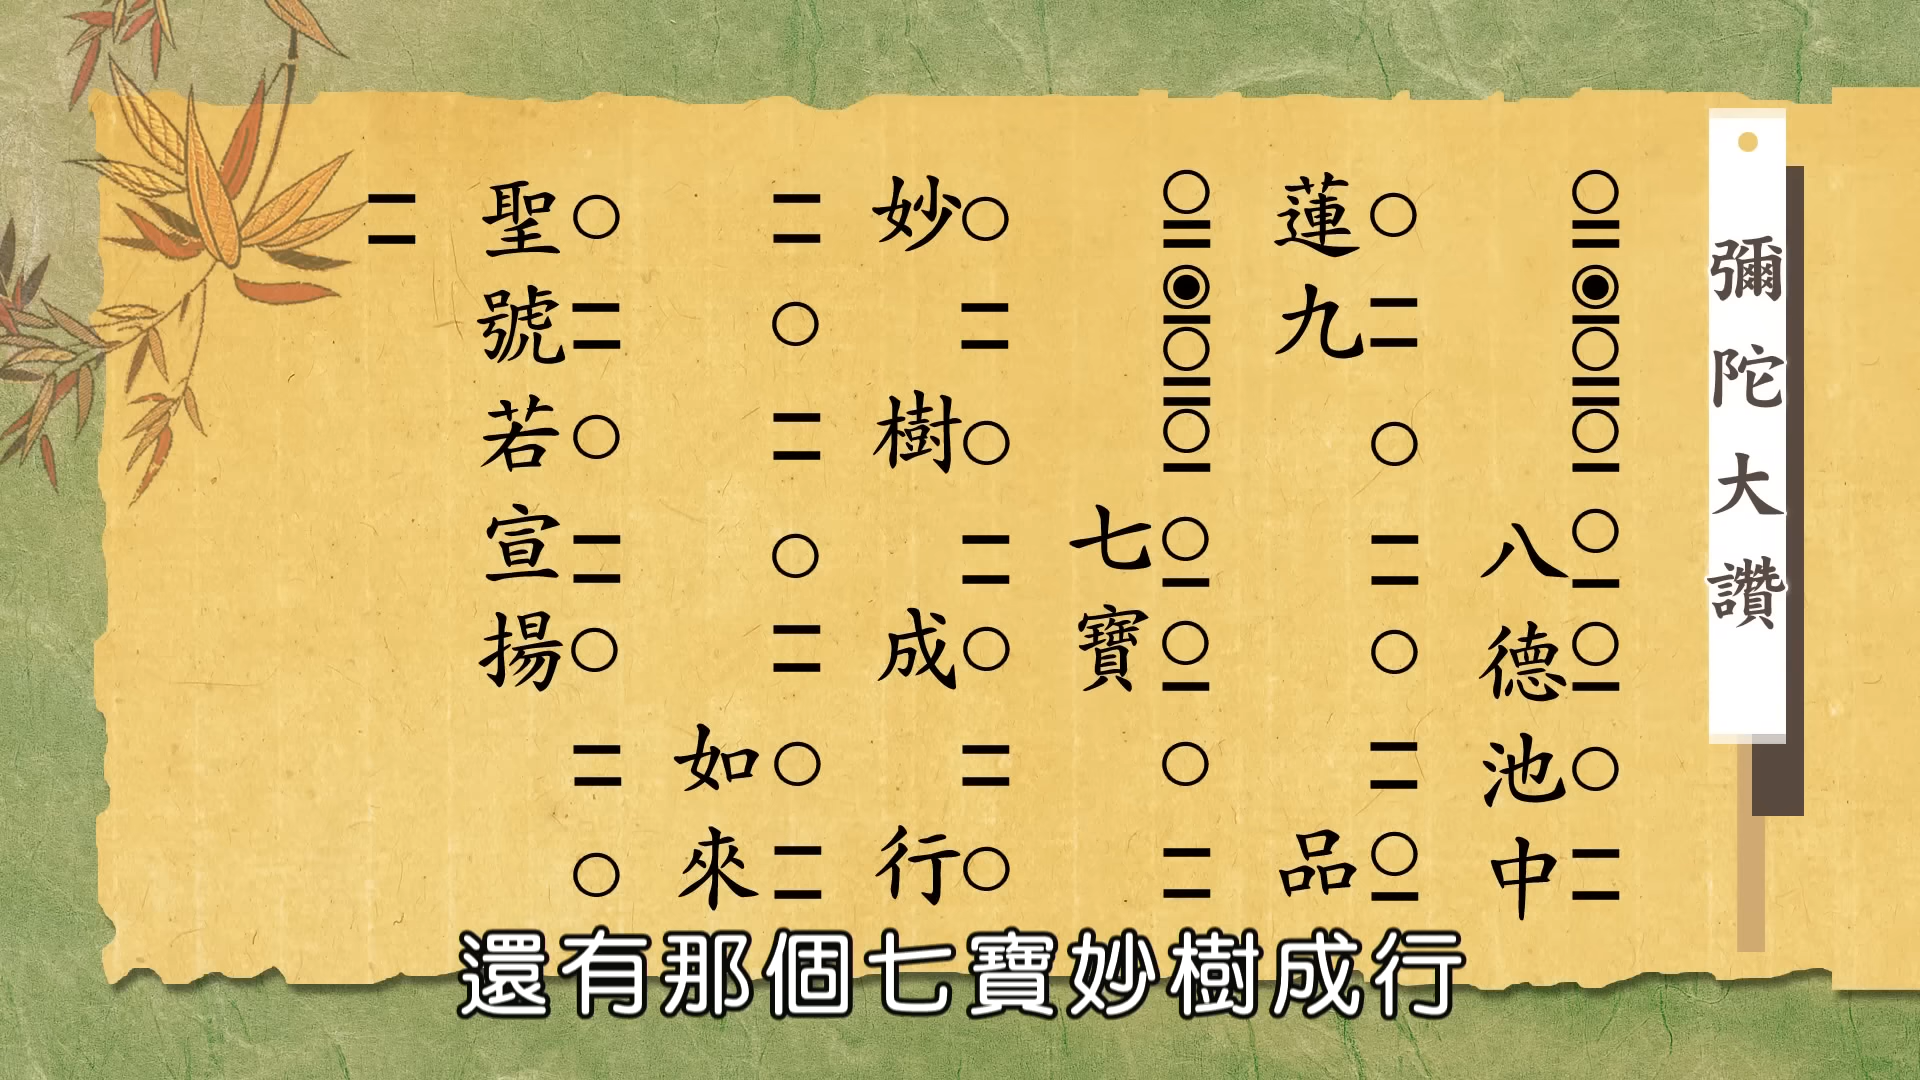 彌陀大讚
八德池中
蓮九品
七寶
妙樹成行
如來
聖號若宣揚
還有那個七寶妙樹成行